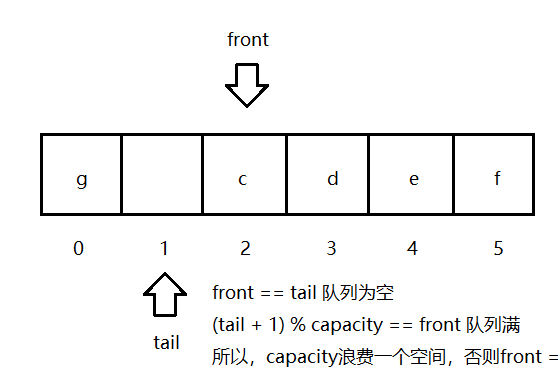 front
g c d e f
0 1 2 3 4 5
tail
front == tail 队列为空
(tail + 1) % capacity == front 队列满
所以，capacity浪费一个空间，否则front =